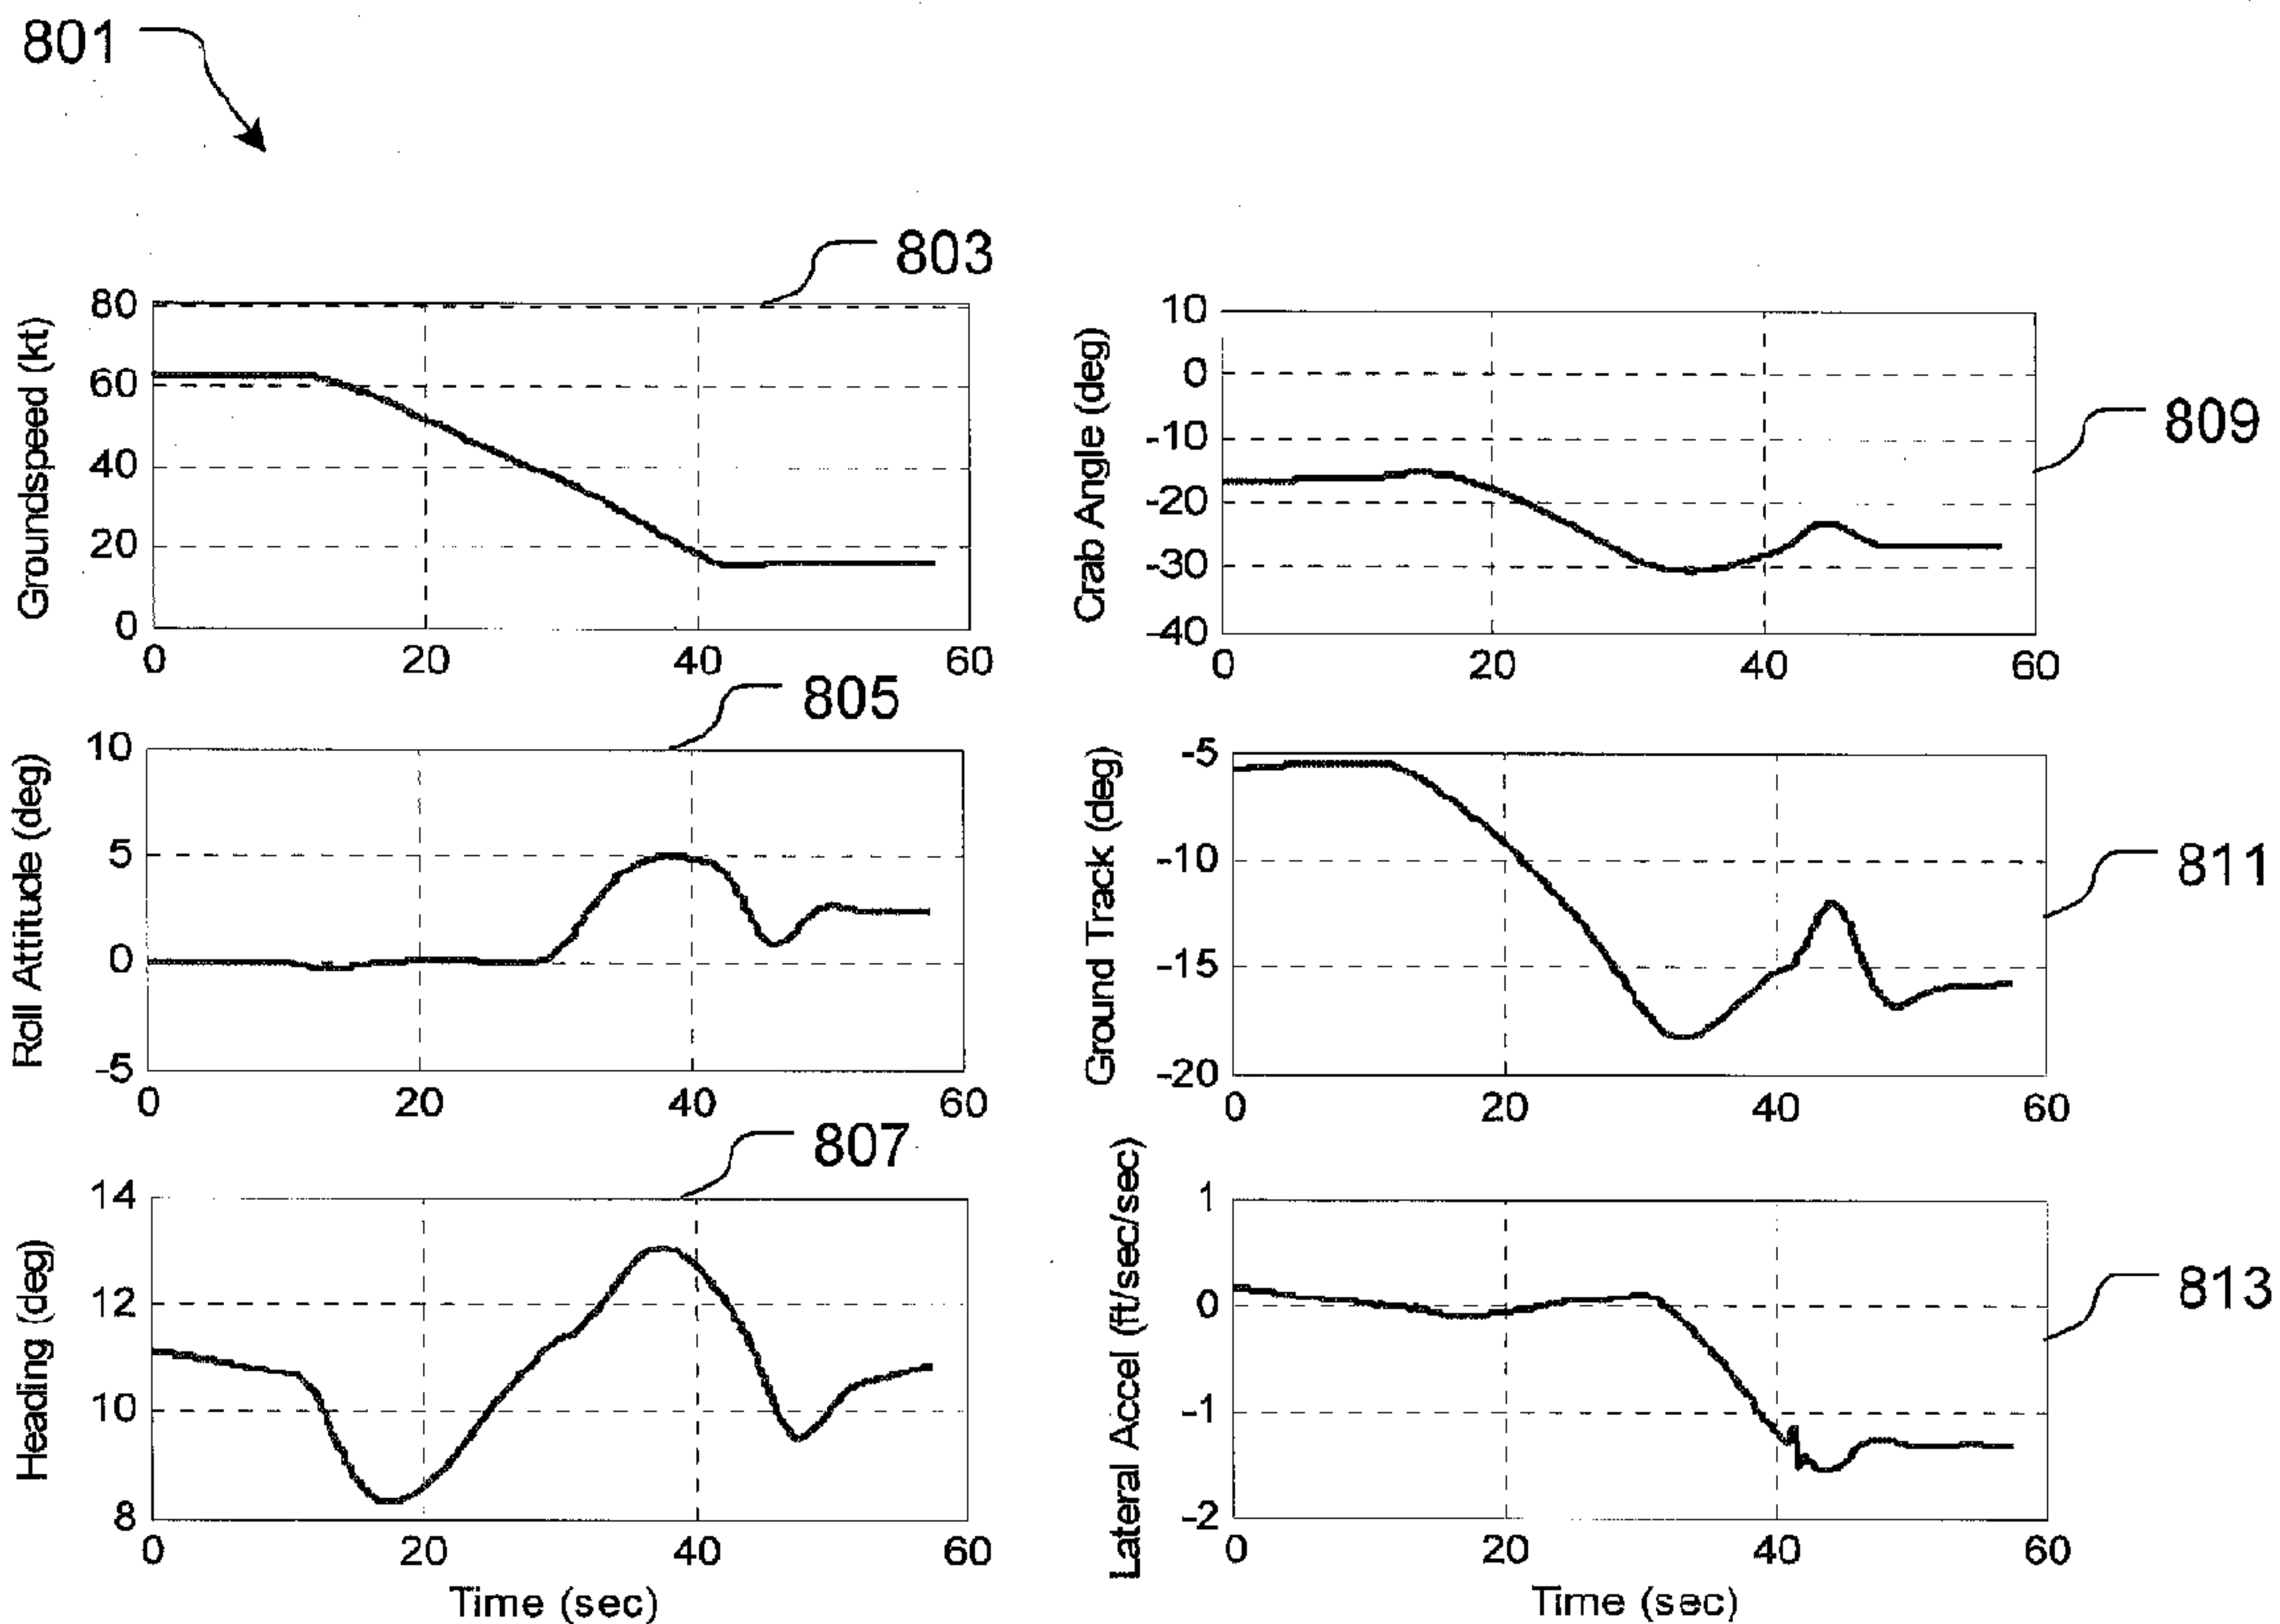 801
803
Groundspeed (kt)
80
60
40
20
0
0 20 40 60
805
Roll Attitude (deg)
10
5
0
-5
0 20 40 60
807
Heading (deg)
14
12
10
8
0 20 40 60
Time (sec)
809
Crab Angle (deg)
10
0
-10
-20
-30
-40
0 20 40 60
811
Ground Track (deg)
-5
-10
-15
-20
0 20 40 60
813
Lateral Accel (ft/sec/sec)
1
0
-1
-2
0 20 40 60
Time (sec)